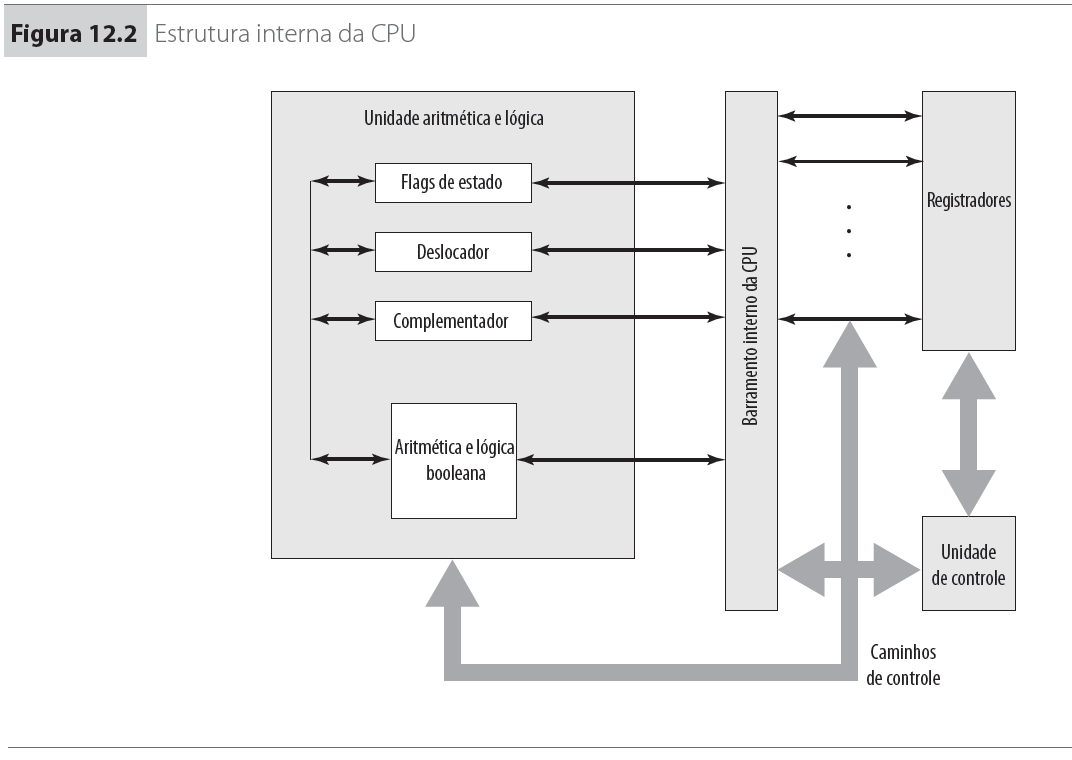 Figura 12.2 Estrutura interna da CPU
Unidade aritmética e lógica
Flags de estado
Deslocador
Complementador
Aritmética e lógica
booleana
Barramento interno da CPU
Registradores
Unidade
de controle
Caminhos
de controle